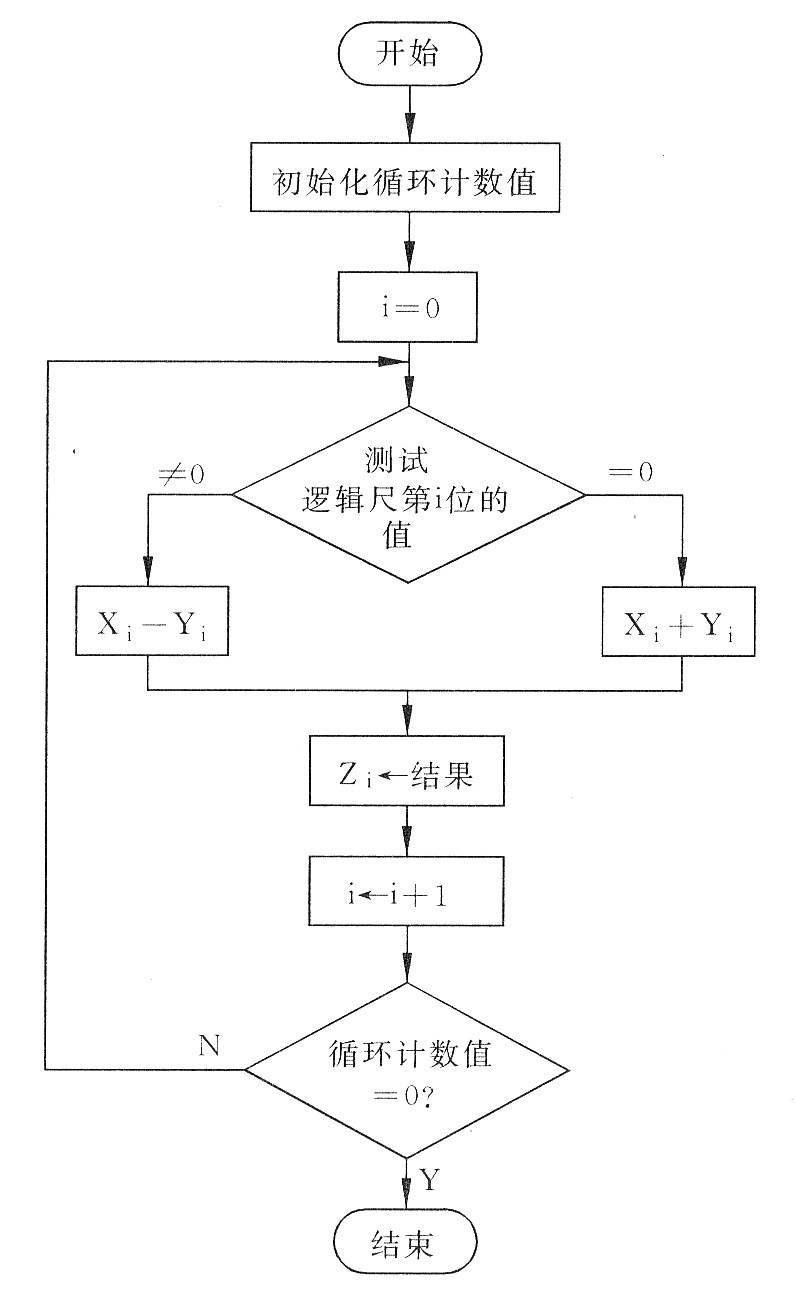 开始
初始化循环计数值
i=0
测试
逻辑尺第i位的
值
≠0
=0
Xi-Yi
Xi+Yi
Zi←结果
i←i+1
循环计数值
=0?
N
Y
结束